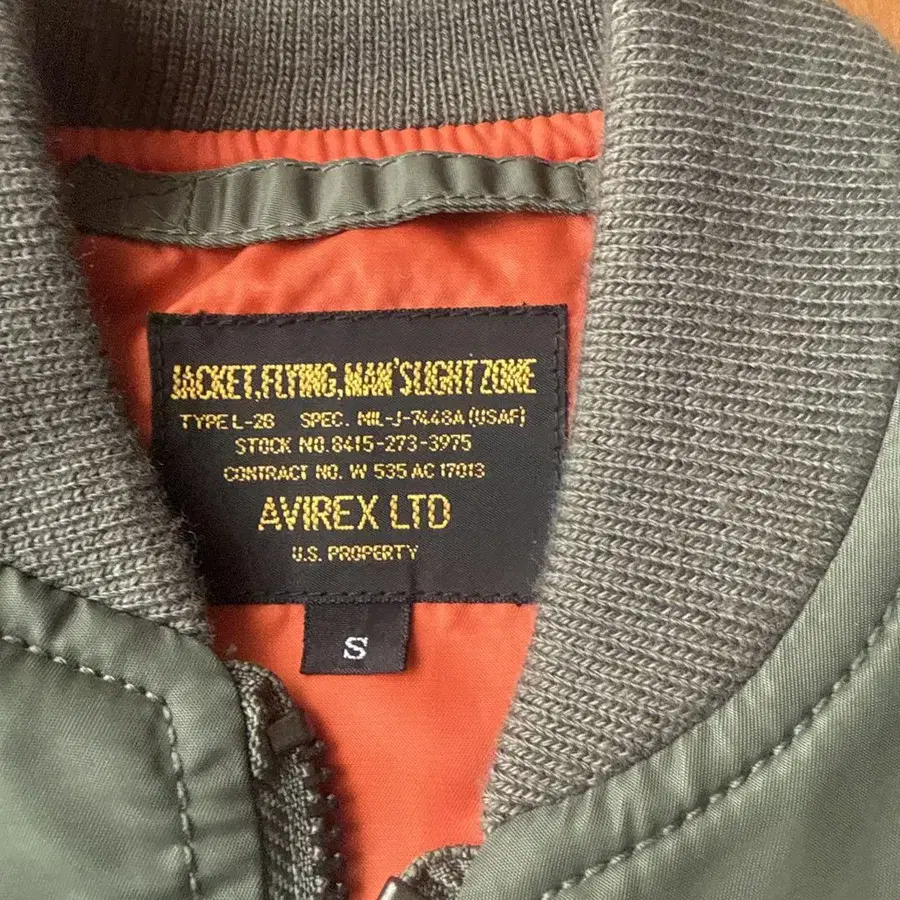 JACKET, FLYING, MAN'S LIGHT ZONE
TYPE L-2B SPEC. MIL-J-7448A (USAF)
STOCK NO. 8415-273-3975
CONTRACT NO. W 535 AC 17013
AVIREX LTD
U.S. PROPERTY
S